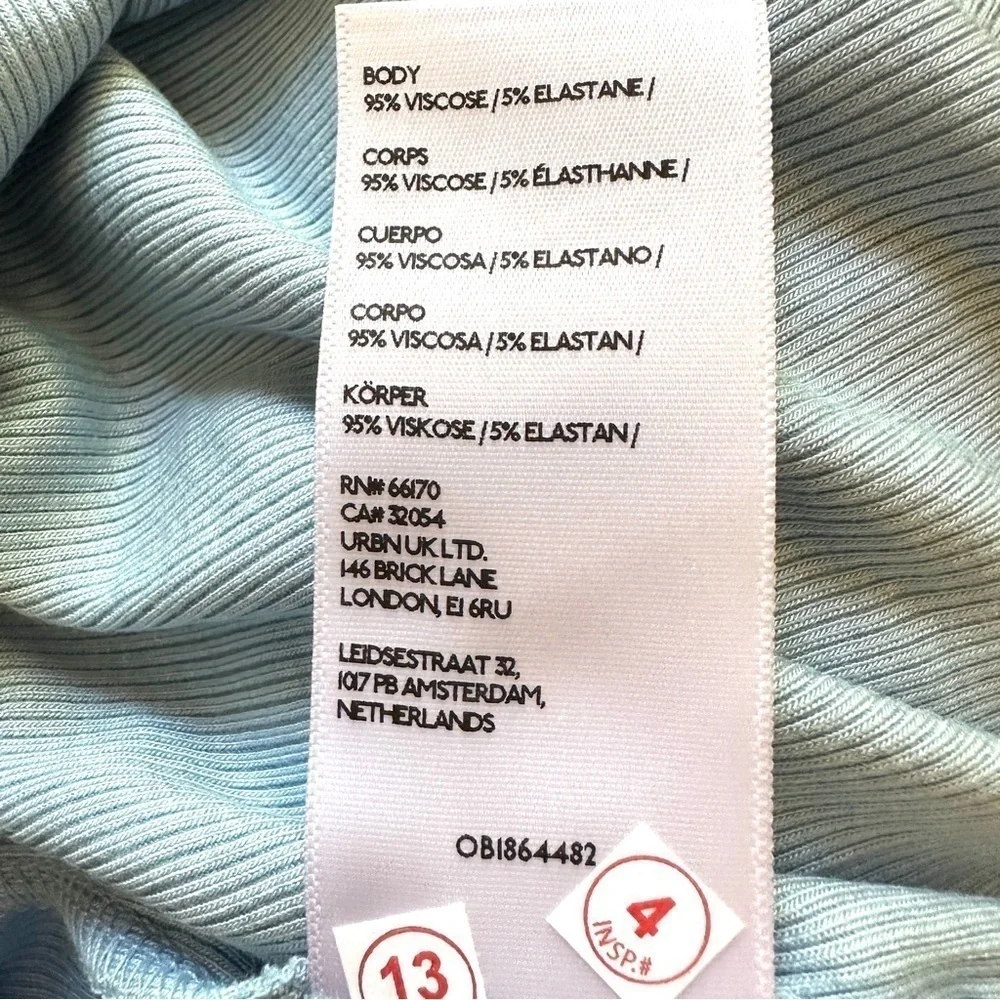 BODY
95% VISCOSE / 5% ELASTANE /
CORPS
95% VISCOSE / 5% ÉLASTHANNE /
CUERPO
95% VISCOSA / 5% ELASTANO /
CORPO
95% VISCOSA / 5% ELASTAN /
KÖRPER
95% VISKOSE / 5% ELASTAN /
RN# 66170
CA# 32054
URBN UK LTD.
146 BRICK LANE
LONDON, E1 6RU
LEIDSESTRAAT 32,
1017 PB AMSTERDAM,
NETHERLANDS
OB1864482
4
INSP.#
13